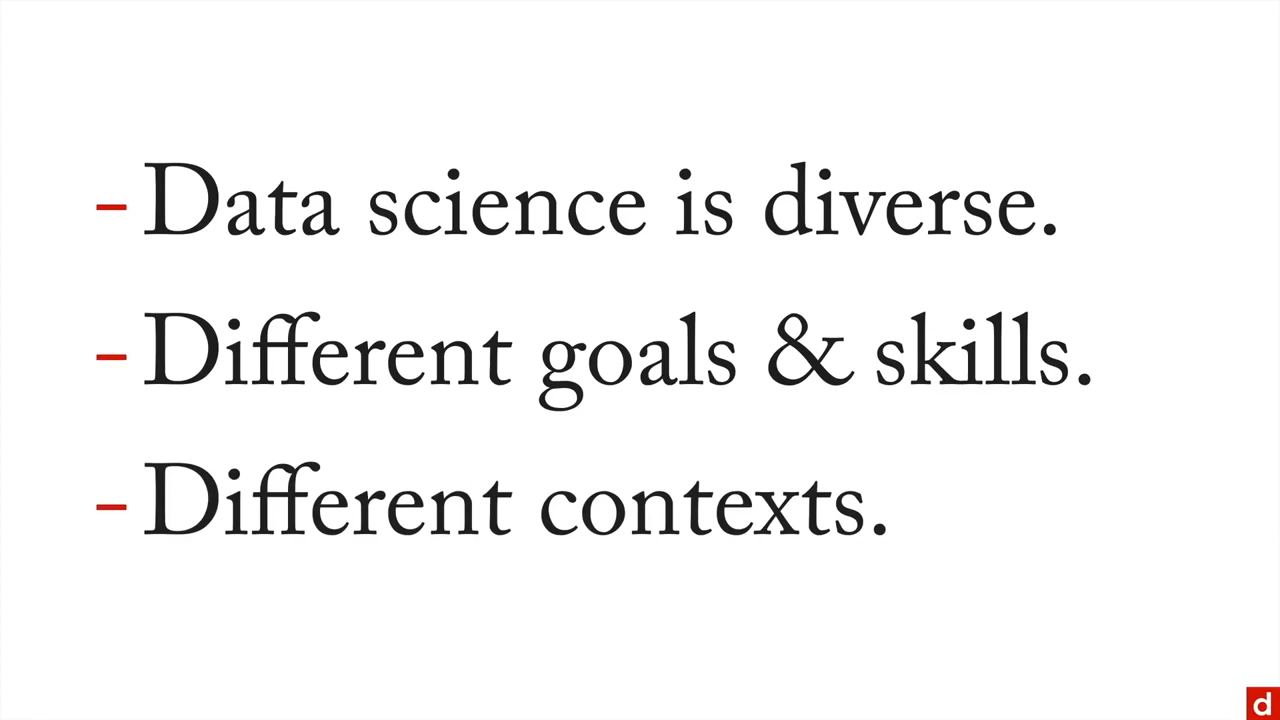 - Data science is diverse.
- Different goals & skills.
- Different contexts.
d